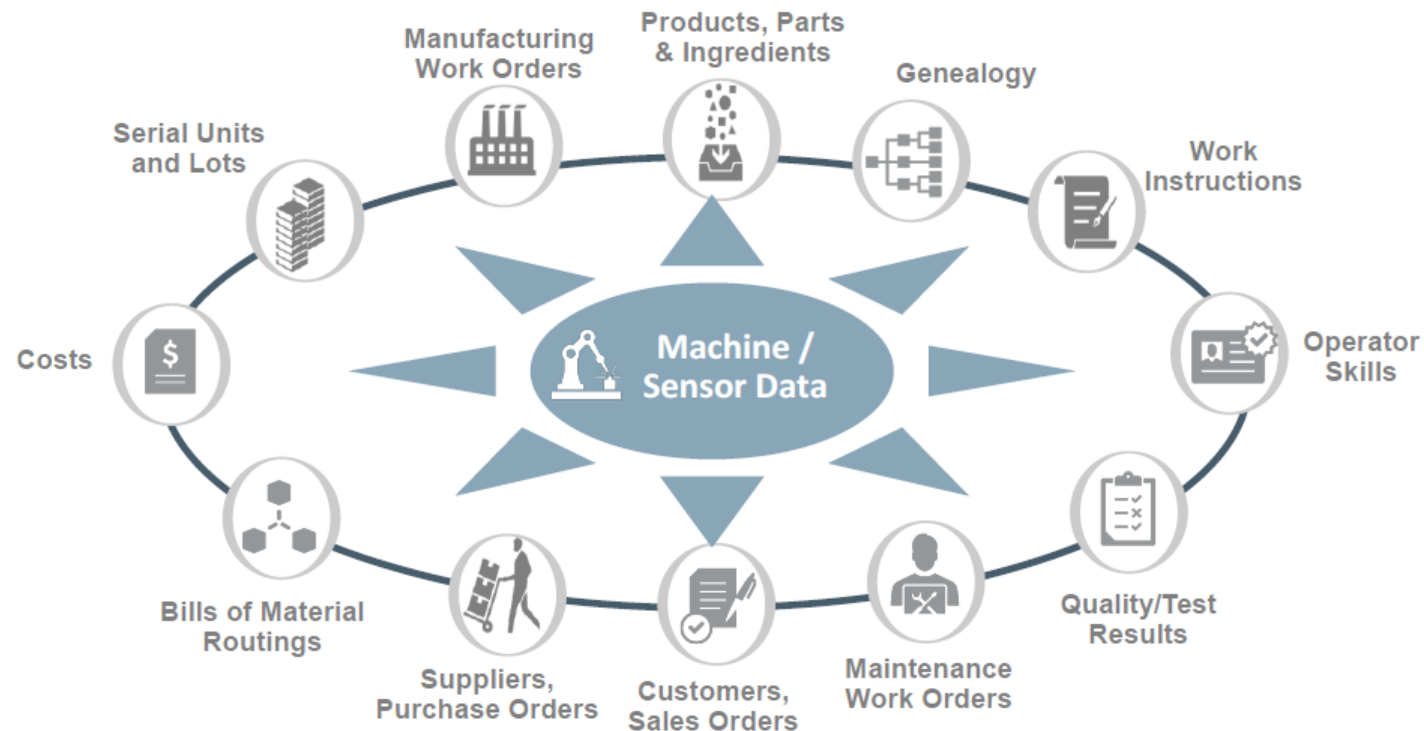 Products, Parts
& Ingredients
Manufacturing
Work Orders
Genealogy
Serial Units
and Lots
Work
Instructions
Machine /
Sensor Data
Costs
$
Operator
Skills
Bills of Material
Routings
Quality/Test
Results
Suppliers,
Purchase Orders
Customers,
Sales Orders
Maintenance
Work Orders